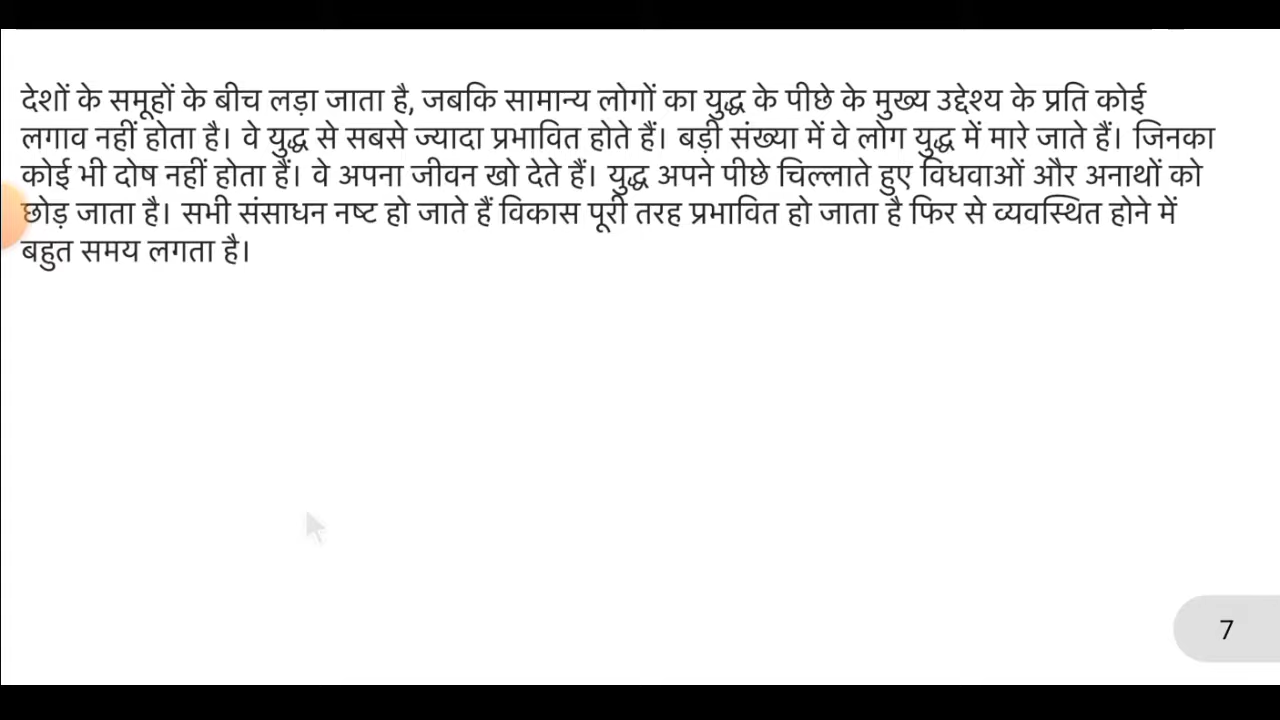 देशों के समूहों के बीच लड़ा जाता है, जबकि सामान्य लोगों का युद्ध के पीछे के मुख्य उद्देश्य के प्रति कोई
लगाव नहीं होता है। वे युद्ध से सबसे ज्यादा प्रभावित होते हैं। बड़ी संख्या में वे लोग युद्ध में मारे जाते हैं। जिनका
कोई भी दोष नहीं होता हैं। वे अपना जीवन खो देते हैं। युद्ध अपने पीछे चिल्लाते हुए विधवाओं और अनाथों को
छोड़ जाता है। सभी संसाधन नष्ट हो जाते हैं विकास पूरी तरह प्रभावित हो जाता है फिर से व्यवस्थित होने में
बहुत समय लगता है।
7